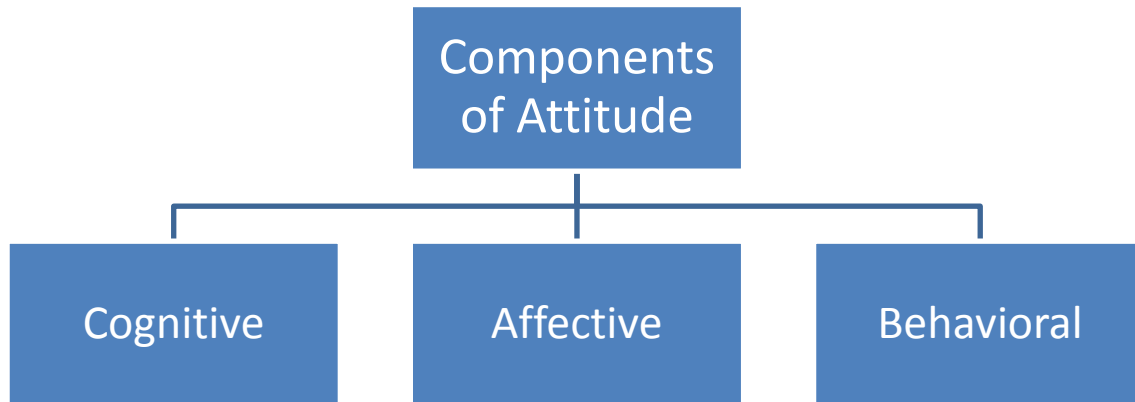 Components
of Attitude
Cognitive
Affective
Behavioral